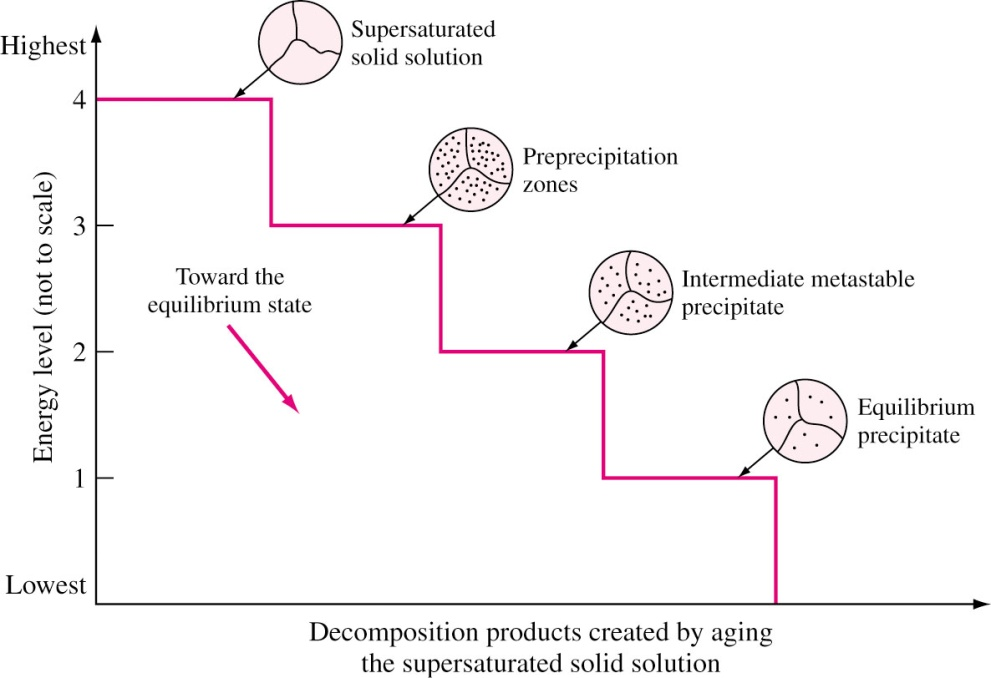 Highest
4
3
2
1
Lowest
Energy level (not to scale)
Supersaturated
solid solution
Preprecipitation
zones
Toward the
equilibrium state
Intermediate metastable
precipitate
Equilibrium
precipitate
Decomposition products created by aging
the supersaturated solid solution